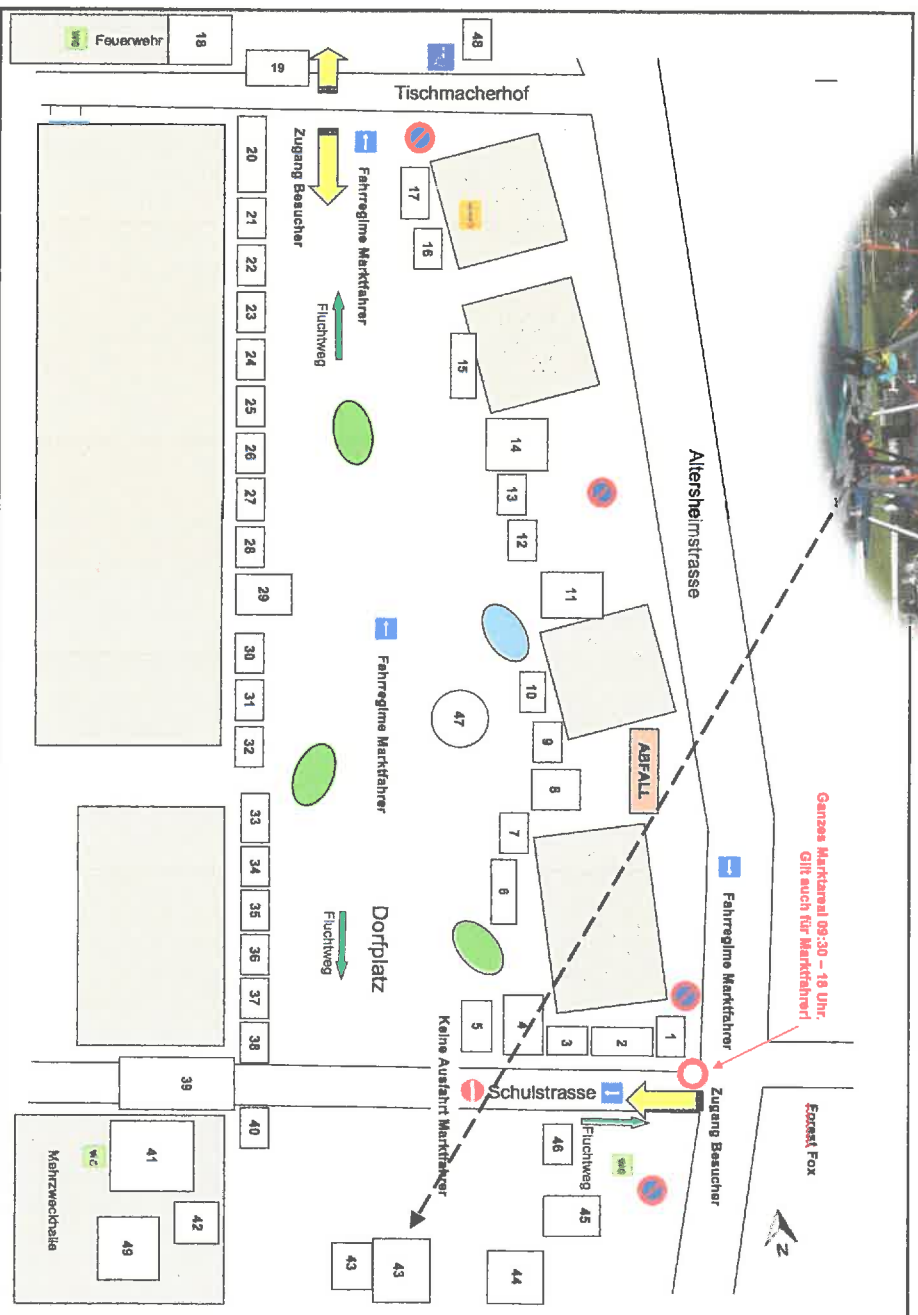 WC
Feuerwehr
18
19
48
Tischmacherhof
Zugang Besucher
Fahrregime Marktfahrer
Fluchtweg
17
16
15
14
13
12
11
10
9
8
7
6
5
4
3
2
1
20
21
22
23
24
25
26
27
28
29
30
31
32
33
34
35
36
37
38
39
40
47
Altersheimstrasse
ABFALL
Fahrregime Marktfahrer
Fahrregime Marktfahrer
Dorfplatz
Fluchtweg
Ganzes Marktareal 09:30 – 18 Uhr.
Gilt auch für Marktfahrer!
Forest Fox
N
Zugang Besucher
Schulstrasse
Keine Ausfahrt Marktfahrer
Fluchtweg
WC
46
45
44
43
43
41
42
49
WC
Mehrzweckhalle